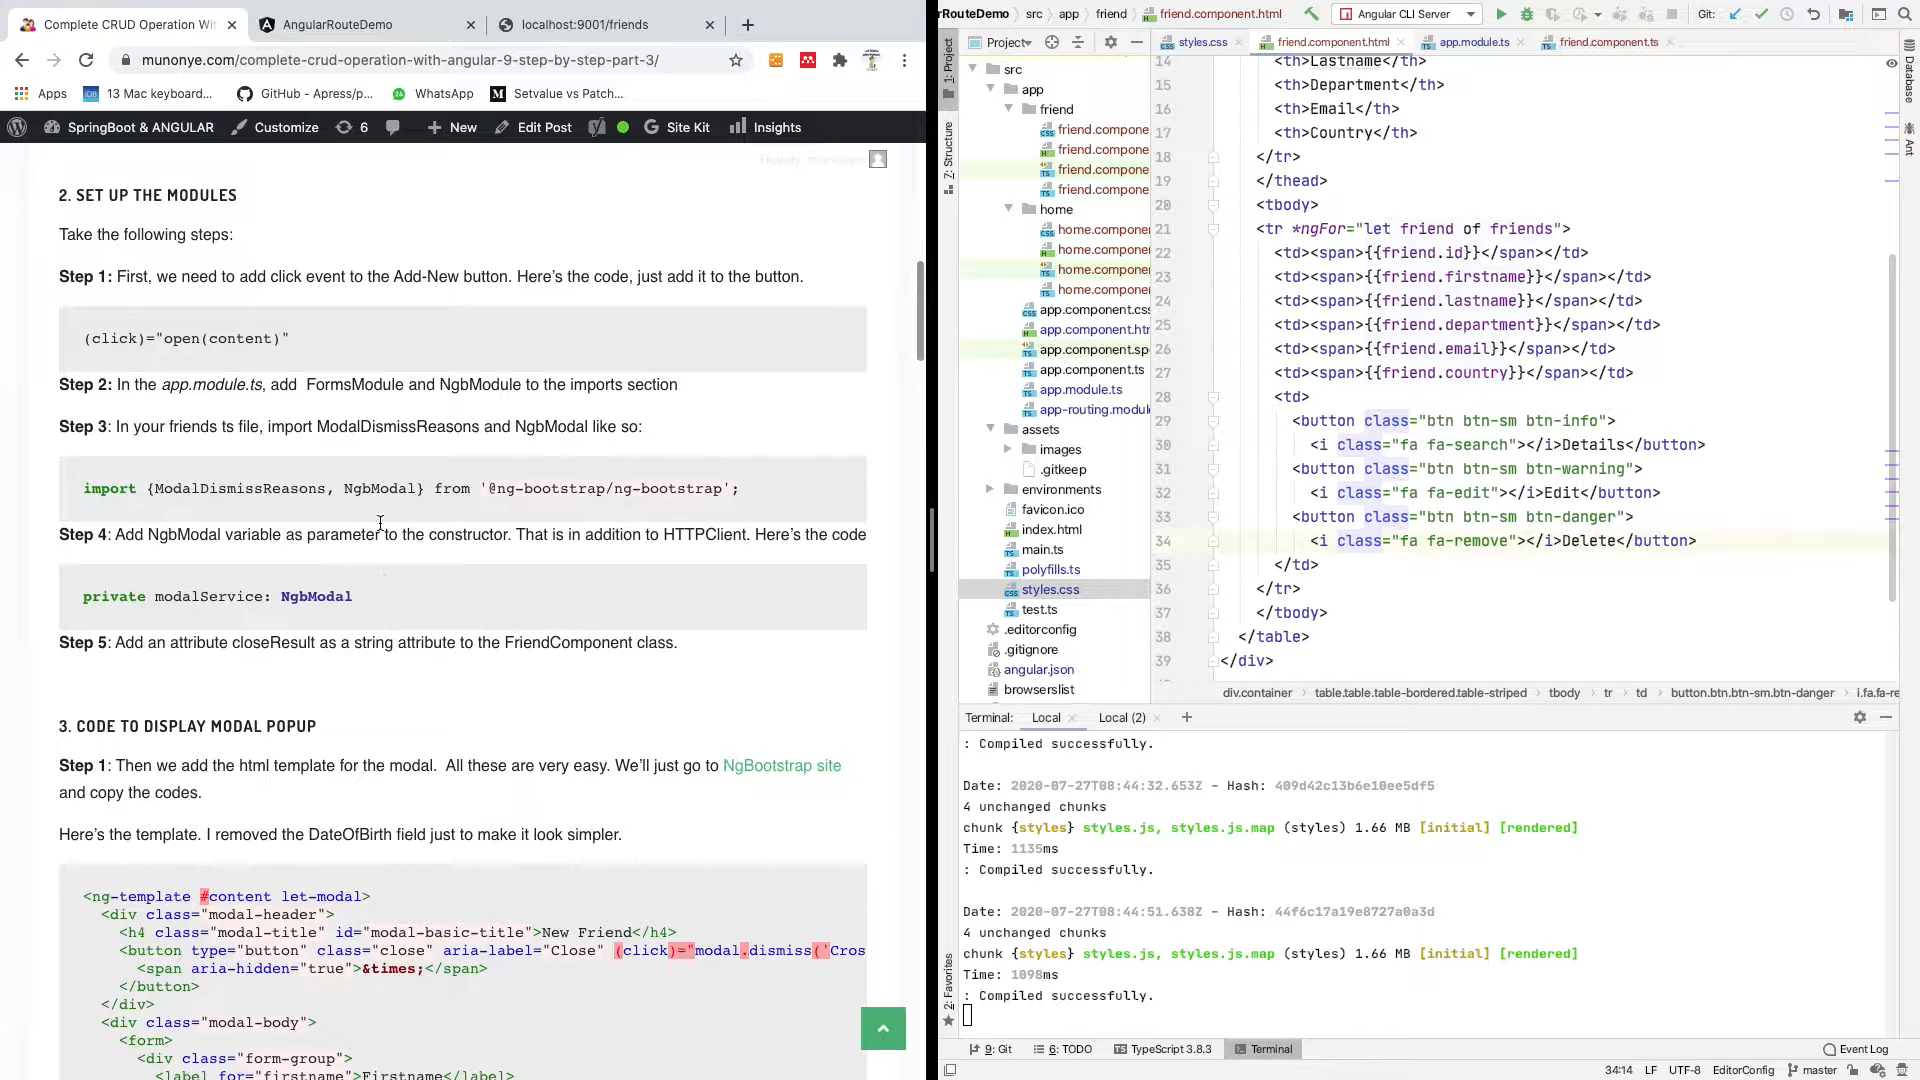 Complete CRUD Operation Wit
AngularRouteDemo
localhost:9001/friends
munonye.com/complete-crud-operation-with-angular-9-step-by-step-part-3/
Apps
13 Mac keyboard...
GitHub - Apress/p...
WhatsApp
Setvalue vs Patch...
SpringBoot & ANGULAR
Customize
6
New
Edit Post
Site Kit
Insights
2. SET UP THE MODULES
Take the following steps:
Step 1: First, we need to add click event to the Add-New button. Here's the code, just add it to the button.
(click)="open(content)"
Step 2: In the app.module.ts, add FormsModule and NgbModule to the imports section
Step 3: In your friends ts file, import ModalDismissReasons and NgbModal like so:
import {ModalDismissReasons, NgbModal} from '@ng-bootstrap/ng-bootstrap';
Step 4: Add NgbModal variable as parameter to the constructor. That is in addition to HTTPClient. Here's the code
private modalService: NgbModal
Step 5: Add an attribute closeResult as a string attribute to the FriendComponent class.
3. CODE TO DISPLAY MODAL POPUP
Step 1: Then we add the html template for the modal. All these are very easy. We'll just go to NgBootstrap site
and copy the codes.
Here's the template. I removed the DateOfBirth field just to make it look simpler.
<ng-template #content let-modal>
<div class="modal-header">
<h4 class="modal-title" id="modal-basic-title">New Friend</h4>
<button type="button" class="close" aria-label="Close" (click)="modal.dismiss('Cros
<span aria-hidden="true">&times;</span>
</button>
</div>
<div class="modal-body">
<form>
<div class="form-group">
<label for="firstname">Firstname</label>
rRouteDemo
src
app
friend
friend.component.html
Angular CLI Server
Git:
1: Project
Z: Structure
2: Favorites
Database
Ant
Project
styles.css
friend.component.html
app.module.ts
friend.component.ts
src
app
friend
friend.compone
friend.compone
friend.compone
friend.compone
home
home.componer
home.componer
home.componer
home.componer
app.component.css
app.component.htr
app.component.spe
app.component.ts
app.module.ts
app-routing.module
assets
images
.gitkeep
environments
favicon.ico
index.html
main.ts
polyfills.ts
styles.css
test.ts
.editorconfig
.gitignore
angular.json
browserslist
14 <th>Lastname</th>
15 <th>Department</th>
16 <th>Email</th>
17 <th>Country</th>
18 </tr>
19 </thead>
20 <tbody>
21 <tr *ngFor="let friend of friends">
22 <td><span>{{friend.id}}</span></td>
23 <td><span>{{friend.firstname}}</span></td>
24 <td><span>{{friend.lastname}}</span></td>
25 <td><span>{{friend.department}}</span></td>
26 <td><span>{{friend.email}}</span></td>
27 <td><span>{{friend.country}}</span></td>
28 <td>
29 <button class="btn btn-sm btn-info">
30 <i class="fa fa-search"></i>Details</button>
31 <button class="btn btn-sm btn-warning">
32 <i class="fa fa-edit"></i>Edit</button>
33 <button class="btn btn-sm btn-danger">
34 <i class="fa fa-remove"></i>Delete</button>
35 </td>
36 </tr>
37 </tbody>
38 </table>
39 </div>
div.container
table.table.table-bordered.table-striped
tbody
tr
td
button.btn.btn-sm.btn-danger
i.fa.fa-re
Terminal:
Local
Local (2)
: Compiled successfully.
Date: 2020-07-27T08:44:32.653Z - Hash: 409d42c13b6e10ee5df5
4 unchanged chunks
chunk {styles} styles.js, styles.js.map (styles) 1.66 MB [initial] [rendered]
Time: 1135ms
: Compiled successfully.
Date: 2020-07-27T08:44:51.638Z - Hash: 44f6c17a19e8727a0a3d
4 unchanged chunks
chunk {styles} styles.js, styles.js.map (styles) 1.66 MB [initial] [rendered]
Time: 1098ms
: Compiled successfully.
9: Git
6: TODO
TypeScript 3.8.3
Terminal
Event Log
34:14
LF
UTF-8
EditorConfig
master